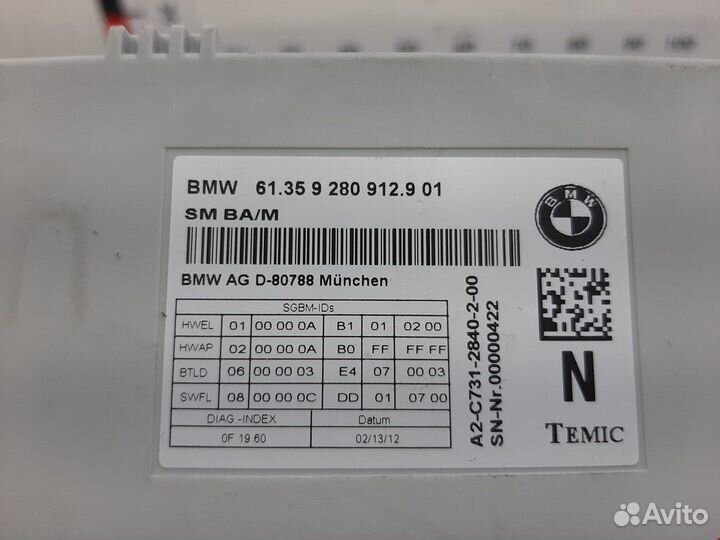 BMW 61.35 9 280 912.9 01
SM BA/M
BMW AG D-80788 München
SGBM-IDs
HWEL 01 00 00 0A B1 01 02 00
HWAP 02 00 00 0A B0 FF FF FF
BTLD 06 00 00 03 E4 07 00 03
SWFL 08 00 00 0C DD 01 07 00
DIAG.-INDEX Datum
0F 19 60 02/13/12
A2-C731-2840-2-00
SN-Nr.00000422
BMW
N
TEMIC
Avito